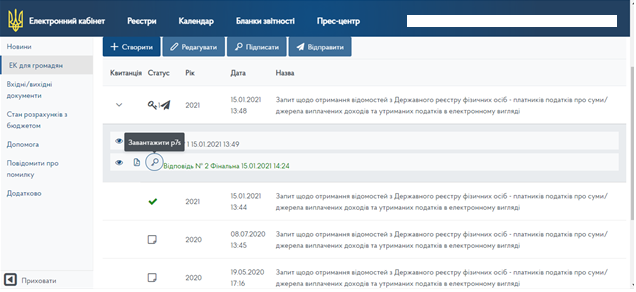 Електронний кабінет Реєстри Календар Бланки звітності Прес-центр
Новини
ЕК для громадян
Вхідні/вихідні
документи
Стан розрахунків з
бюджетом
Допомога
Повідомити про
помилку
Додатково
Приховати
Створити Редагувати Підписати Відправити
Квитанція Статус Рік Дата Назва
2021 15.01.2021
13:48
Запит щодо отримання відомостей з Державного реєстру фізичних осіб - платників податків про суми/
джерела виплачених доходів та утриманих податків в електронному вигляді
Завантажити p7s
1 15.01.2021 13:49
Відповідь № 2 Фінальна 15.01.2021 14:24
2021 15.01.2021
13:44
Запит щодо отримання відомостей з Державного реєстру фізичних осіб - платників податків про суми/
джерела виплачених доходів та утриманих податків в електронному вигляді
2020 08.07.2020
13:45
Запит щодо отримання відомостей з Державного реєстру фізичних осіб - платників податків про суми/
джерела виплачених доходів та утриманих податків в електронному вигляді
2020 19.05.2020
17:16
Запит щодо отримання відомостей з Державного реєстру фізичних осіб - платників податків про суми/
джерела виплачених доходів та утриманих податків в електронному вигляді